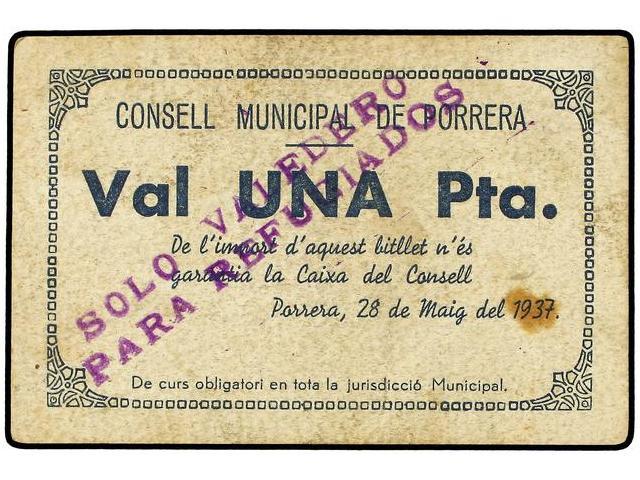 CONSELL MUNICIPAL DE PORRERA
Val UNA Pta.
De l'import d'aquest bitllet n'és
garantia la Caixa del Consell
Porrera, 28 de Maig del 1937.
De curs obligatori en tota la jurisdicció Municipal.
SOLO VALEDERO
PARA REFUGIADOS